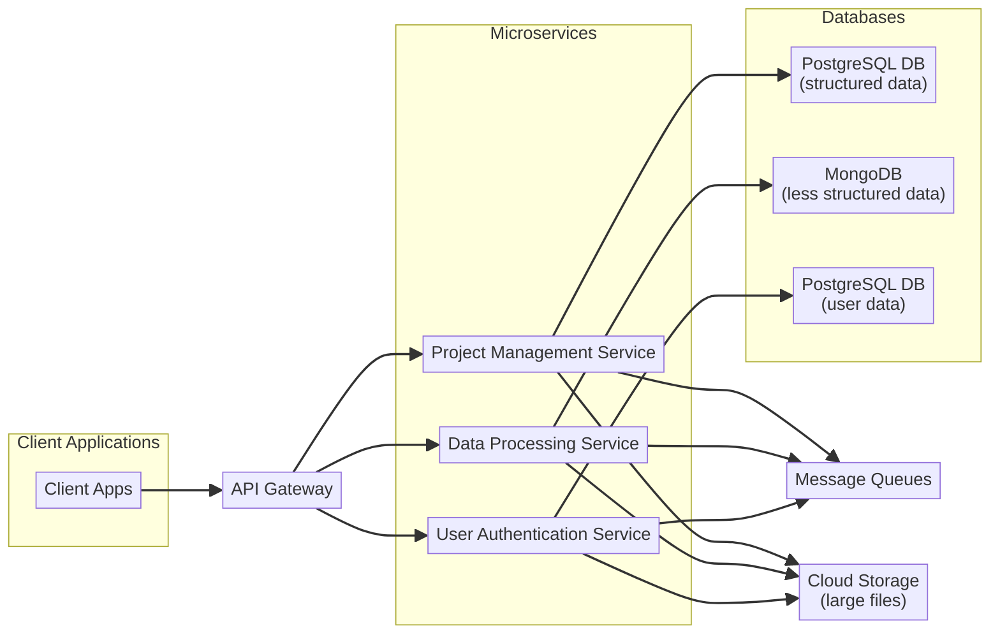 Client Applications
Client Apps
API Gateway
Microservices
Project Management Service
Data Processing Service
User Authentication Service
Databases
PostgreSQL DB
(structured data)
MongoDB
(less structured data)
PostgreSQL DB
(user data)
Message Queues
Cloud Storage
(large files)